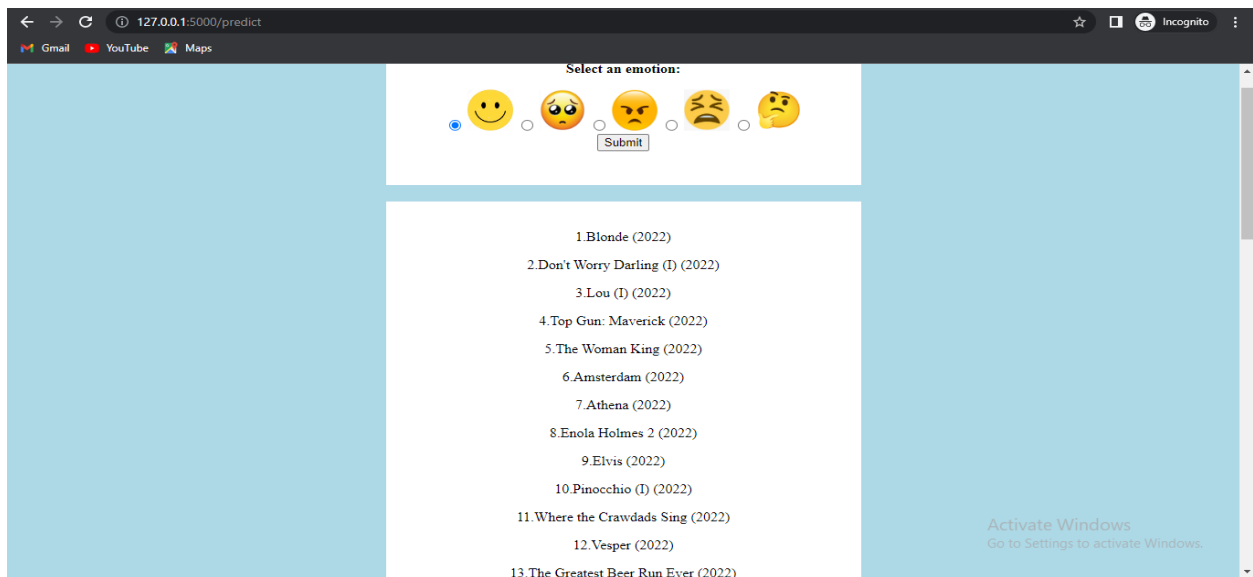 127.0.0.1:5000/predict
Incognito
Gmail YouTube Maps
Select an emotion:
Submit
1.Blonde (2022)
2.Don't Worry Darling (I) (2022)
3.Lou (I) (2022)
4.Top Gun: Maverick (2022)
5.The Woman King (2022)
6.Amsterdam (2022)
7.Athena (2022)
8.Enola Holmes 2 (2022)
9.Elvis (2022)
10.Pinocchio (I) (2022)
11.Where the Crawdads Sing (2022)
12.Vesper (2022)
13.The Greatest Beer Run Ever (2022)
Activate Windows
Go to Settings to activate Windows.